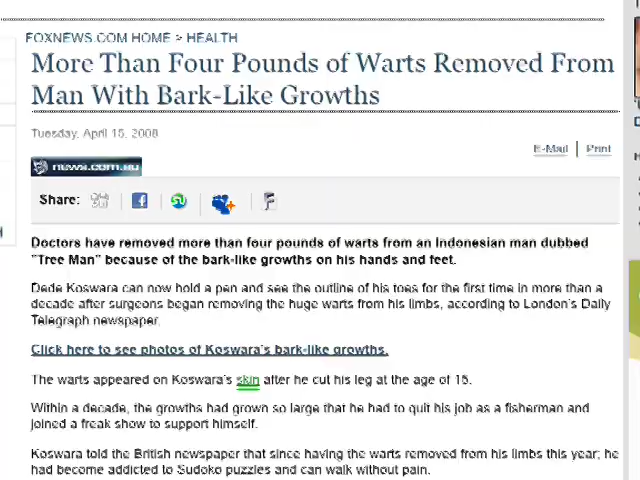 FOXNEWS.COM HOME > HEALTH
More Than Four Pounds of Warts Removed From
Man With Bark-Like Growths
Tuesday, April 15, 2008
E-Mail | Print
news.com.au
Share:
Doctors have removed more than four pounds of warts from an Indonesian man dubbed
"Tree Man" because of the bark-like growths on his hands and feet.
Dede Koswara can now hold a pen and see the outline of his toes for the first time in more than a
decade after surgeons began removing the huge warts from his limbs, according to London's Daily
Telegraph newspaper.
Click here to see photos of Koswara's bark-like growths.
The warts appeared on Koswara's skin after he cut his leg at the age of 15.
Within a decade, the growths had grown so large that he had to quit his job as a fisherman and
joined a freak show to support himself.
Koswara told the British newspaper that since having the warts removed from his limbs this year; he
had become addicted to Sudoko puzzles and can walk without pain.